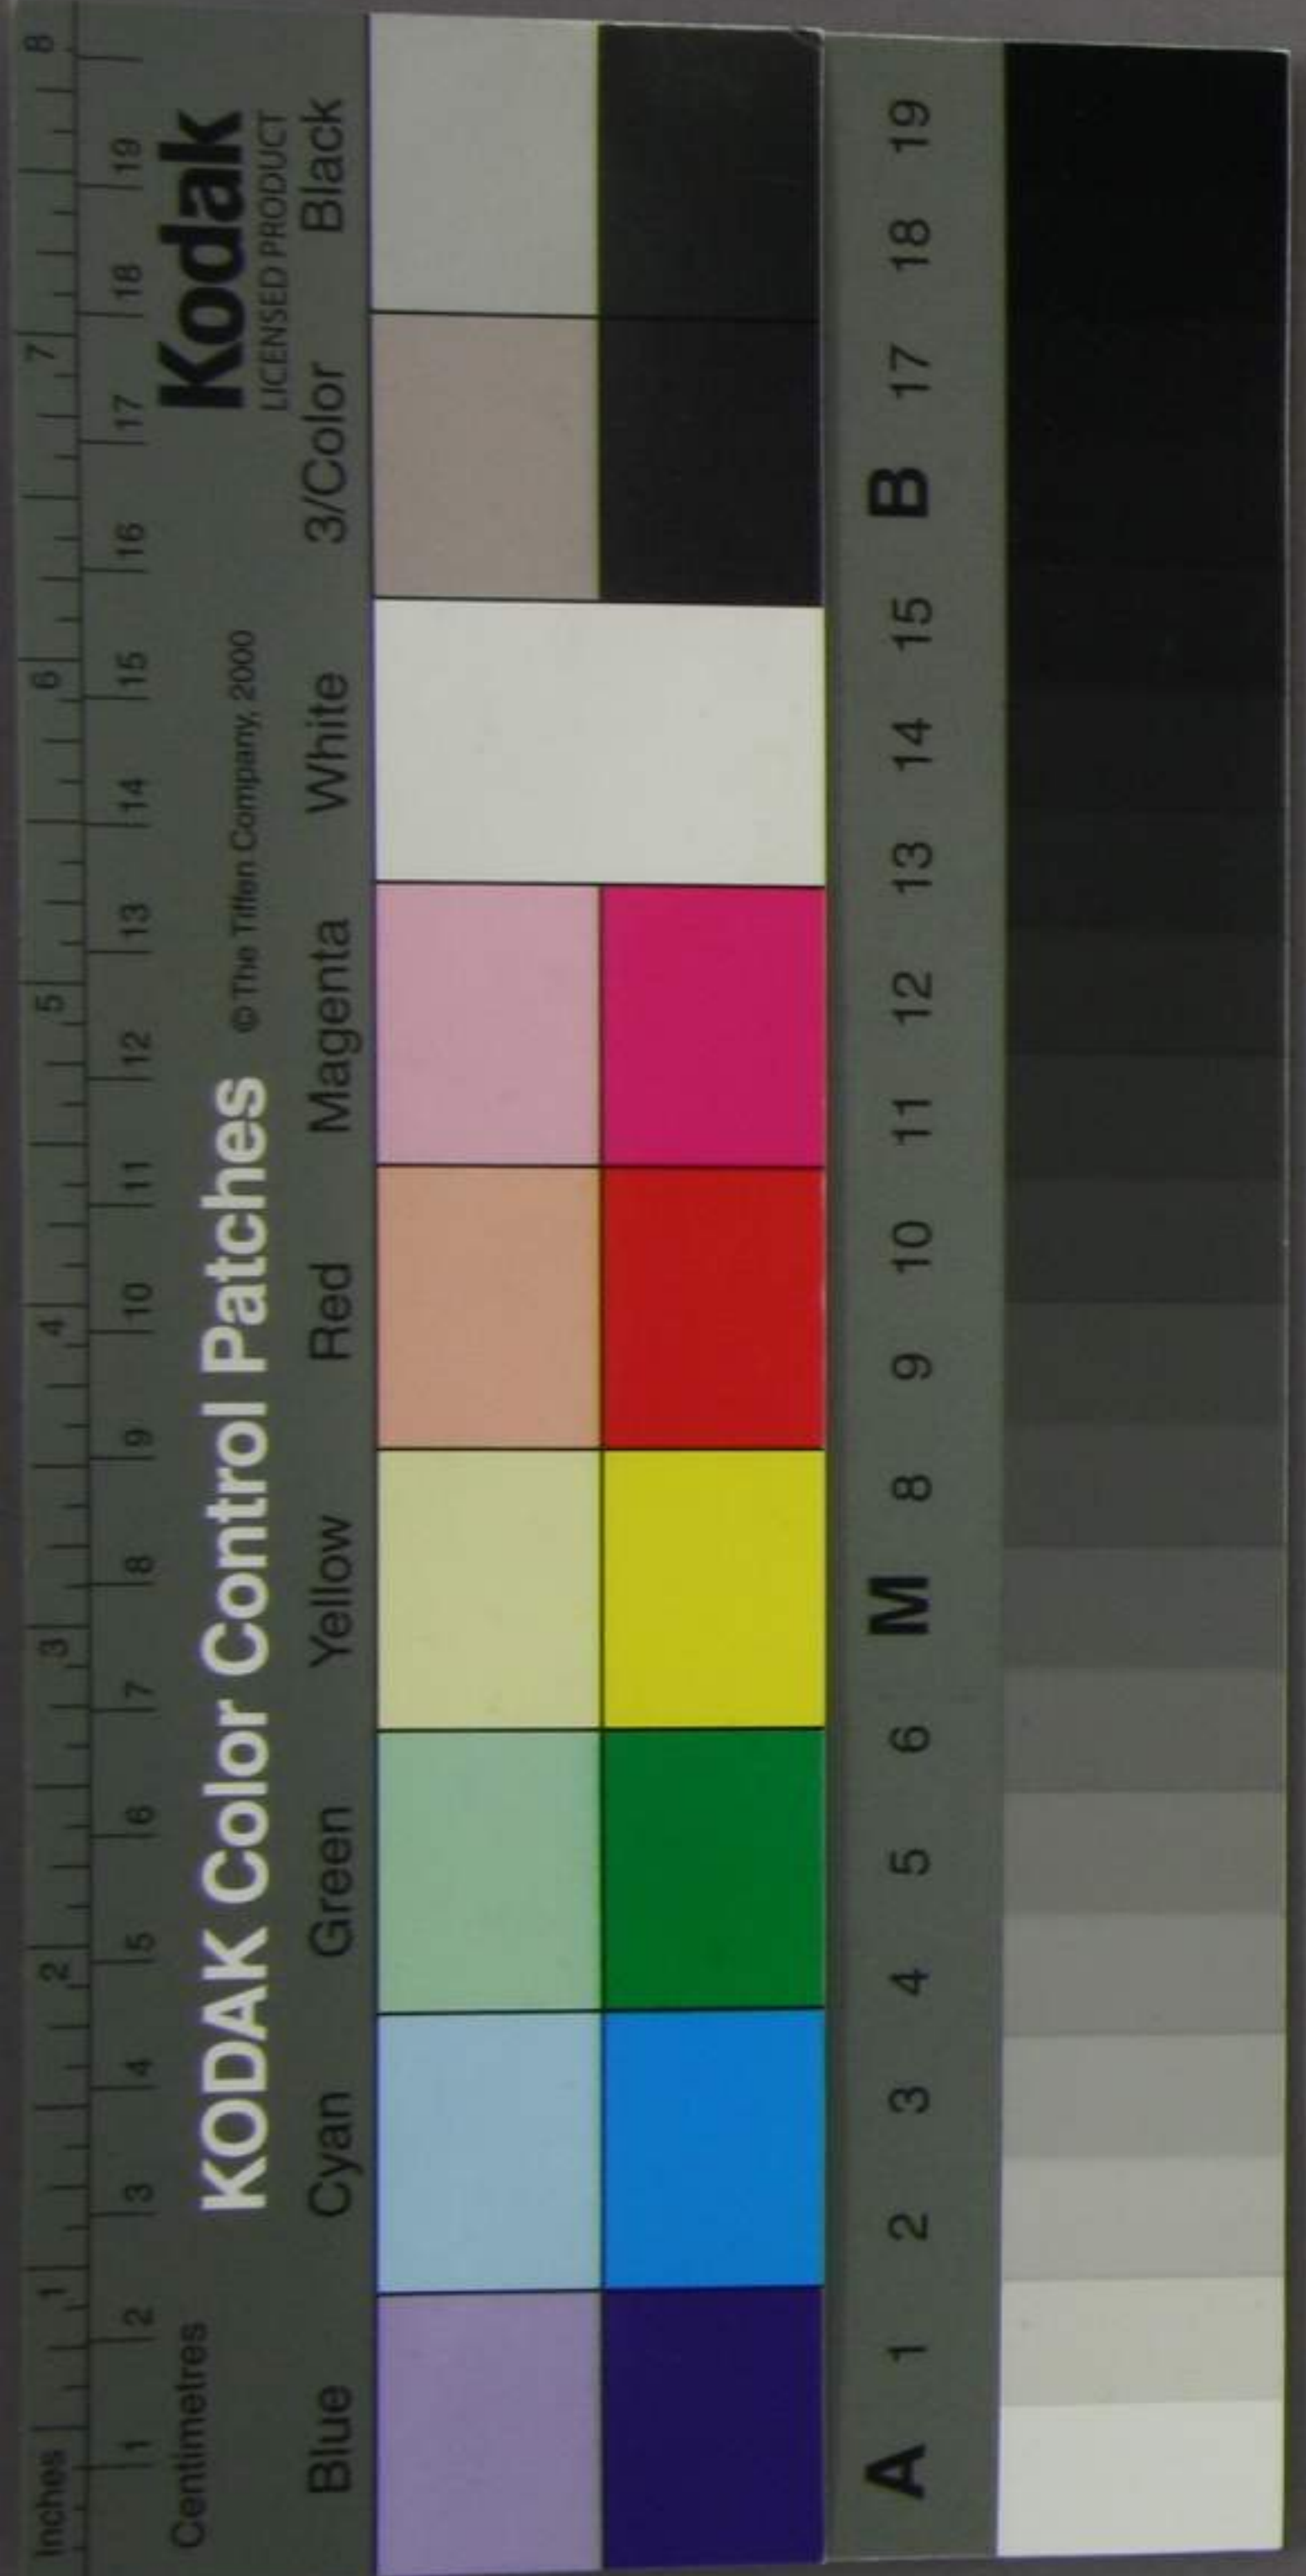 Inches 1 2 3 4 5 6 7 8
Centimetres 1 2 3 4 5 6 7 8 9 10 11 12 13 14 15 16 17 18 19
KODAK Color Control Patches © The Tiffen Company, 2000
Kodak
LICENSED PRODUCT
Blue Cyan Green Yellow Red Magenta White 3/Color Black
A 1 2 3 4 5 6 M 8 9 10 11 12 13 14 15 B 17 18 19